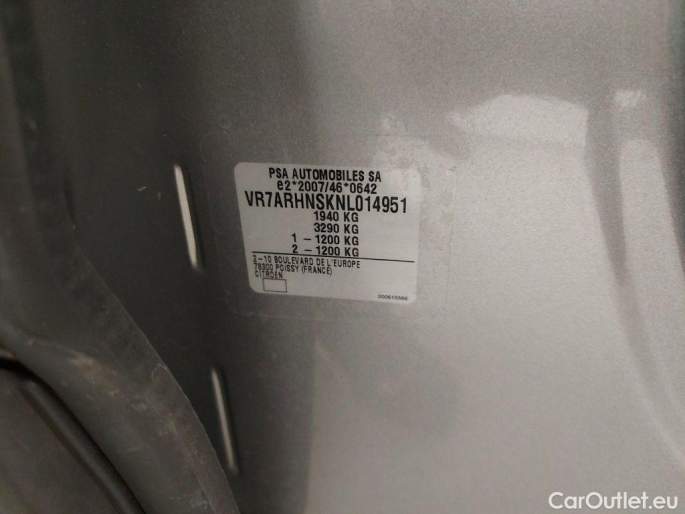 PSA AUTOMOBILES SA
e2*2007/46*0642
VR7ARHNSKNL014951
1940 KG
3290 KG
1 - 1200 KG
2 - 1200 KG
2-10 BOULEVARD DE L'EUROPE
78300 POISSY (FRANCE)
CITROEN
CarOutlet.eu